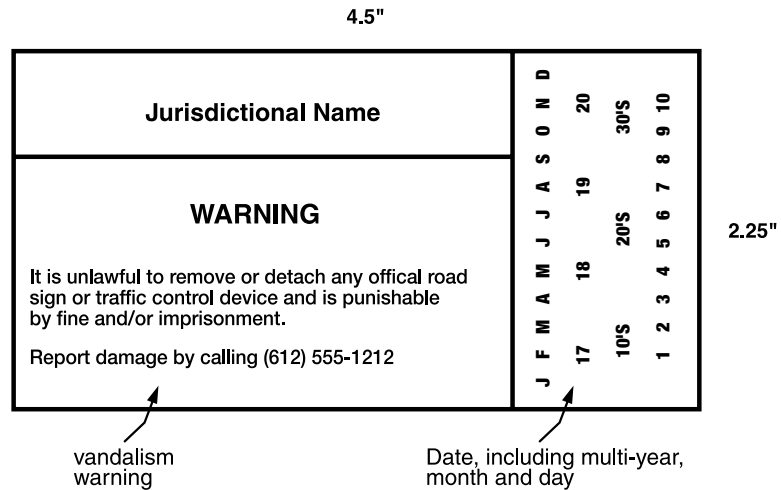 4.5"
Jurisdictional Name
WARNING
It is unlawful to remove or detach any offical road
sign or traffic control device and is punishable
by fine and/or imprisonment.
Report damage by calling (612) 555-1212
J F M A M J J A S O N D
17 18 19 20
10'S 20'S 30'S
1 2 3 4 5 6 7 8 9 10
2.25"
vandalism
warning
Date, including multi-year,
month and day